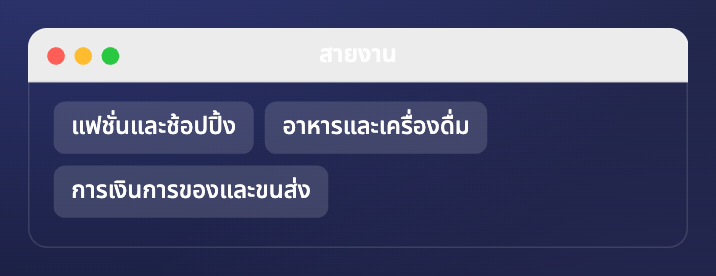 สายงาน
แฟชั่นและช้อปปิ้ง อาหารและเครื่องดื่ม
การเงินการของและขนส่ง